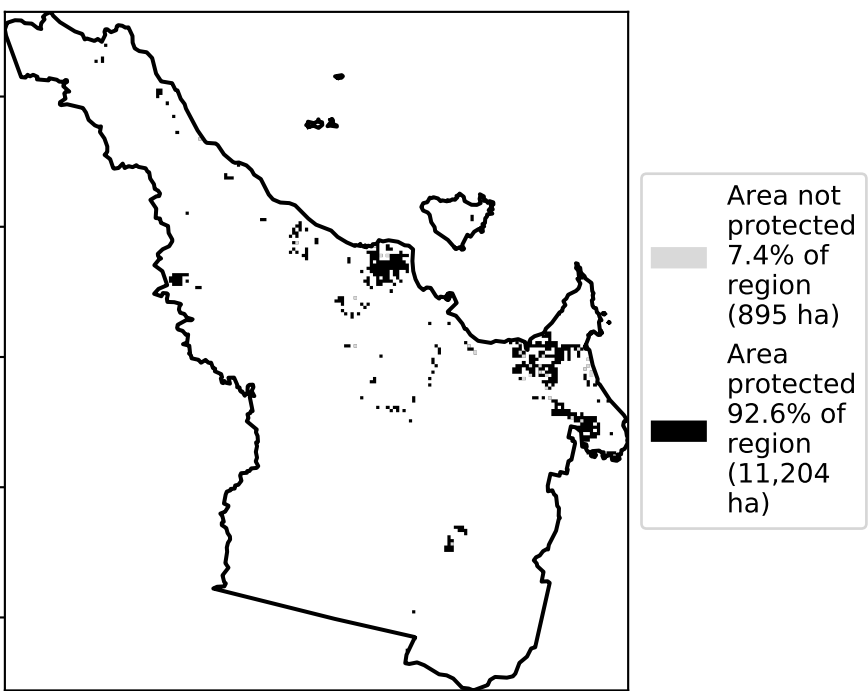 Area not
protected
7.4% of
region
(895 ha)
Area
protected
92.6% of
region
(11,204
ha)